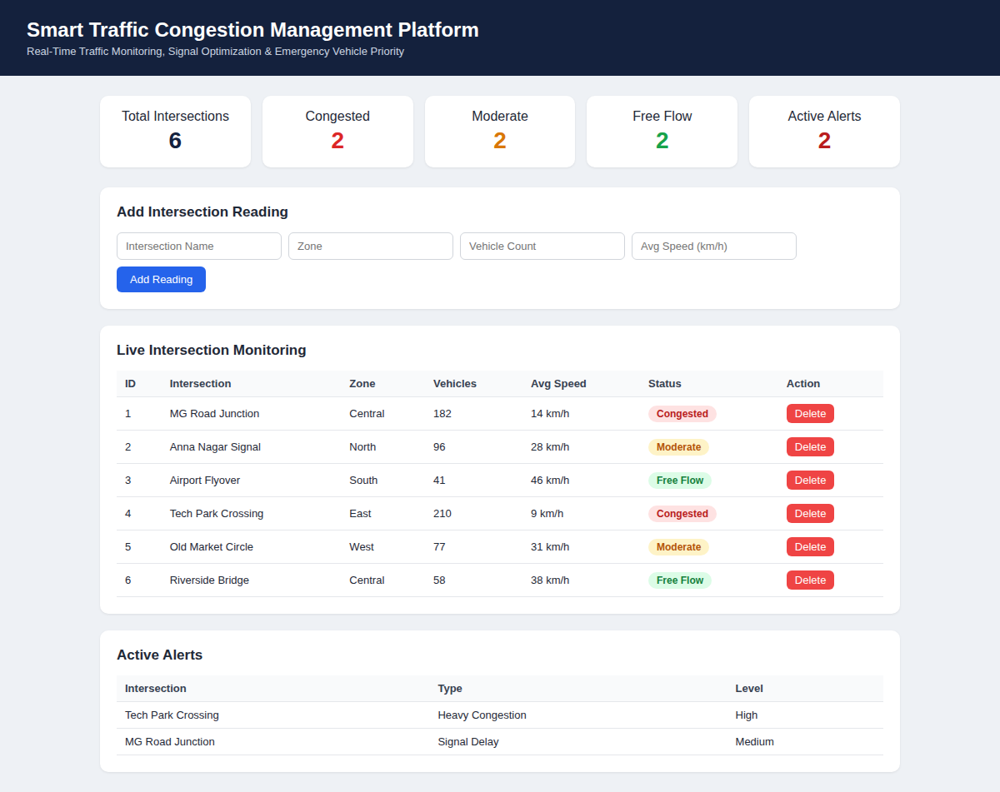 Smart Traffic Congestion Management Platform
Real-Time Traffic Monitoring, Signal Optimization & Emergency Vehicle Priority
Total Intersections Congested Moderate Free Flow Active Alerts
6 2 2 2 2
Add Intersection Reading
Intersection Name Zone Vehicle Count Avg Speed (km/h)
Add Reading
Live Intersection Monitoring
ID Intersection Zone Vehicles Avg Speed Status Action
1 MG Road Junction Central 182 14 km/h Congested Delete
2 Anna Nagar Signal North 96 28 km/h Moderate Delete
3 Airport Flyover South 41 46 km/h Free Flow Delete
4 Tech Park Crossing East 210 9 km/h Congested Delete
5 Old Market Circle West 77 31 km/h Moderate Delete
6 Riverside Bridge Central 58 38 km/h Free Flow Delete
Active Alerts
Intersection Type Level
Tech Park Crossing Heavy Congestion High
MG Road Junction Signal Delay Medium